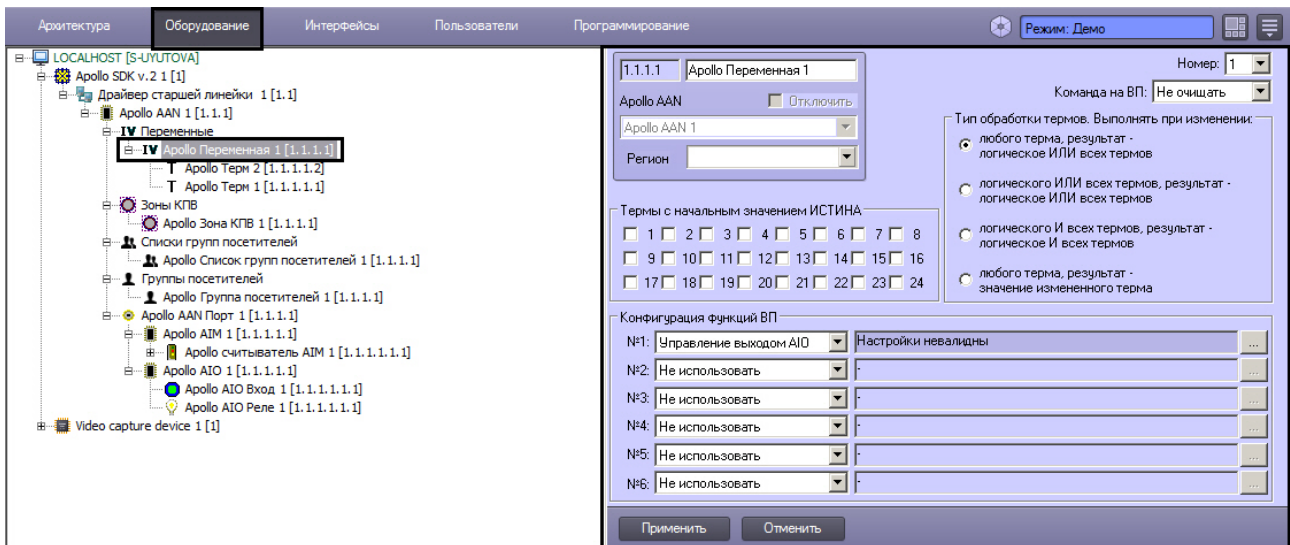 Архитектура Оборудование Интерфейсы Пользователи Программирование Режим: Демо
LOCALHOST [S-UYUTOVA]
Apollo SDK v.2 1 [1]
Драйвер старшей линейки 1 [1.1]
Apollo AAN 1 [1.1.1]
Переменные
Apollo Переменная 1 [1.1.1.1]
Apollo Терм 2 [1.1.1.1.2]
Apollo Терм 1 [1.1.1.1.1]
Зоны КПВ
Apollo Зона КПВ 1 [1.1.1.1]
Списки групп посетителей
Apollo Список групп посетителей 1 [1.1.1.1]
Группы посетителей
Apollo Группа посетителей 1 [1.1.1.1]
Apollo AAN Порт 1 [1.1.1.1]
Apollo AIM 1 [1.1.1.1.1]
Apollo считыватель AIM 1 [1.1.1.1.1.1]
Apollo AIO 1 [1.1.1.1.1]
Apollo AIO Вход 1 [1.1.1.1.1.1]
Apollo AIO Реле 1 [1.1.1.1.1.1]
Video capture device 1 [1]
1.1.1.1 Apollo Переменная 1
Apollo AAN Отключить
Apollo AAN 1
Регион
Номер: 1
Команда на ВП: Не очищать
Тип обработки термов. Выполнять при изменении:
любого терма, результат -
логическое ИЛИ всех термов
логического ИЛИ всех термов, результат -
логическое ИЛИ всех термов
логического И всех термов, результат -
логическое И всех термов
любого терма, результат -
значение измененного терма
Термы с начальным значением ИСТИНА
1 2 3 4 5 6 7 8
9 10 11 12 13 14 15 16
17 18 19 20 21 22 23 24
Конфигурация функций ВП
№1: Управление выходом AIO Настройки невалидны ...
№2: Не использовать - ...
№3: Не использовать - ...
№4: Не использовать - ...
№5: Не использовать - ...
№6: Не использовать - ...
Применить Отменить